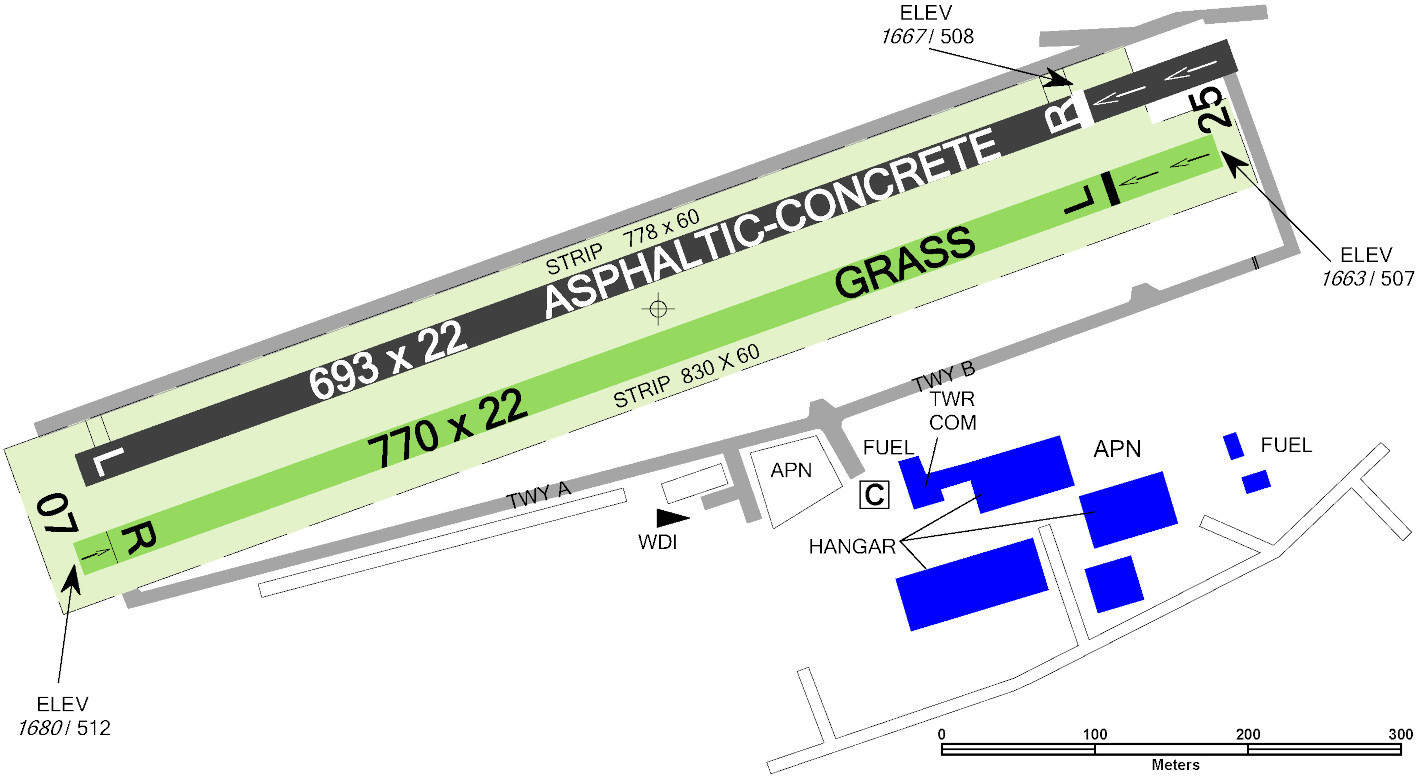 ELEV
1667 / 508
25
R
ASPHALTIC-CONCRETE
STRIP 778 x 60
L
GRASS
ELEV
1663 / 507
693 x 22
STRIP 830 X 60
770 x 22
TWY B
TWR
COM
FUEL
APN
FUEL
L
APN
TWY A
C
07
R
WDI
HANGAR
ELEV
1680 / 512
0 100 200 300
Meters